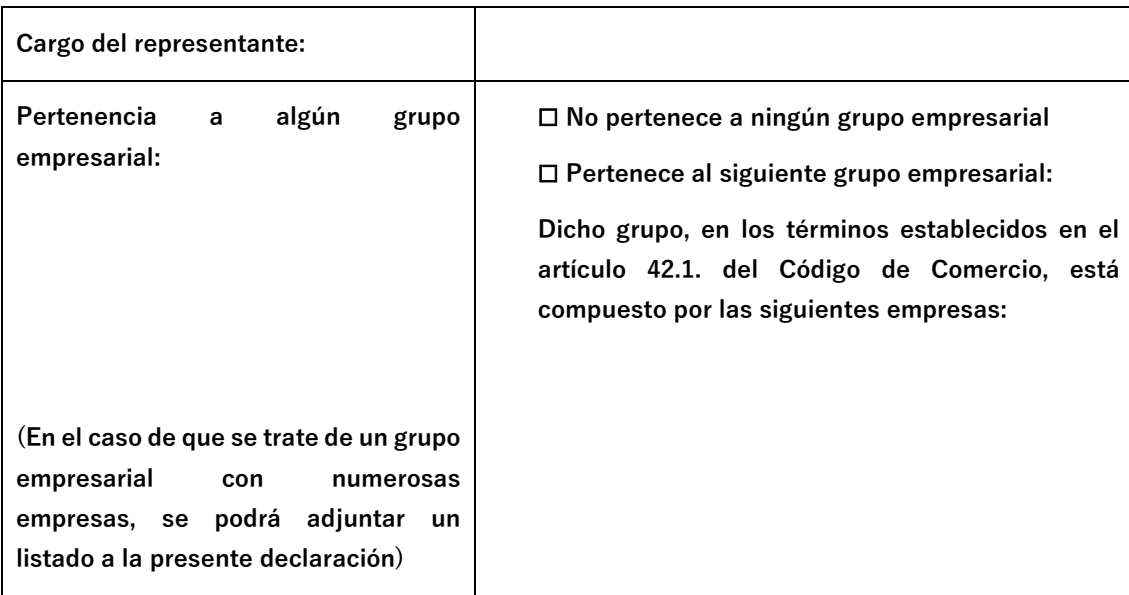 Cargo del representante:
Pertenencia a algún grupo
empresarial:
(En el caso de que se trate de un grupo
empresarial con numerosas
empresas, se podrá adjuntar un
listado a la presente declaración)
☐ No pertenece a ningún grupo empresarial
☐ Pertenece al siguiente grupo empresarial:
Dicho grupo, en los términos establecidos en el
artículo 42.1. del Código de Comercio, está
compuesto por las siguientes empresas: